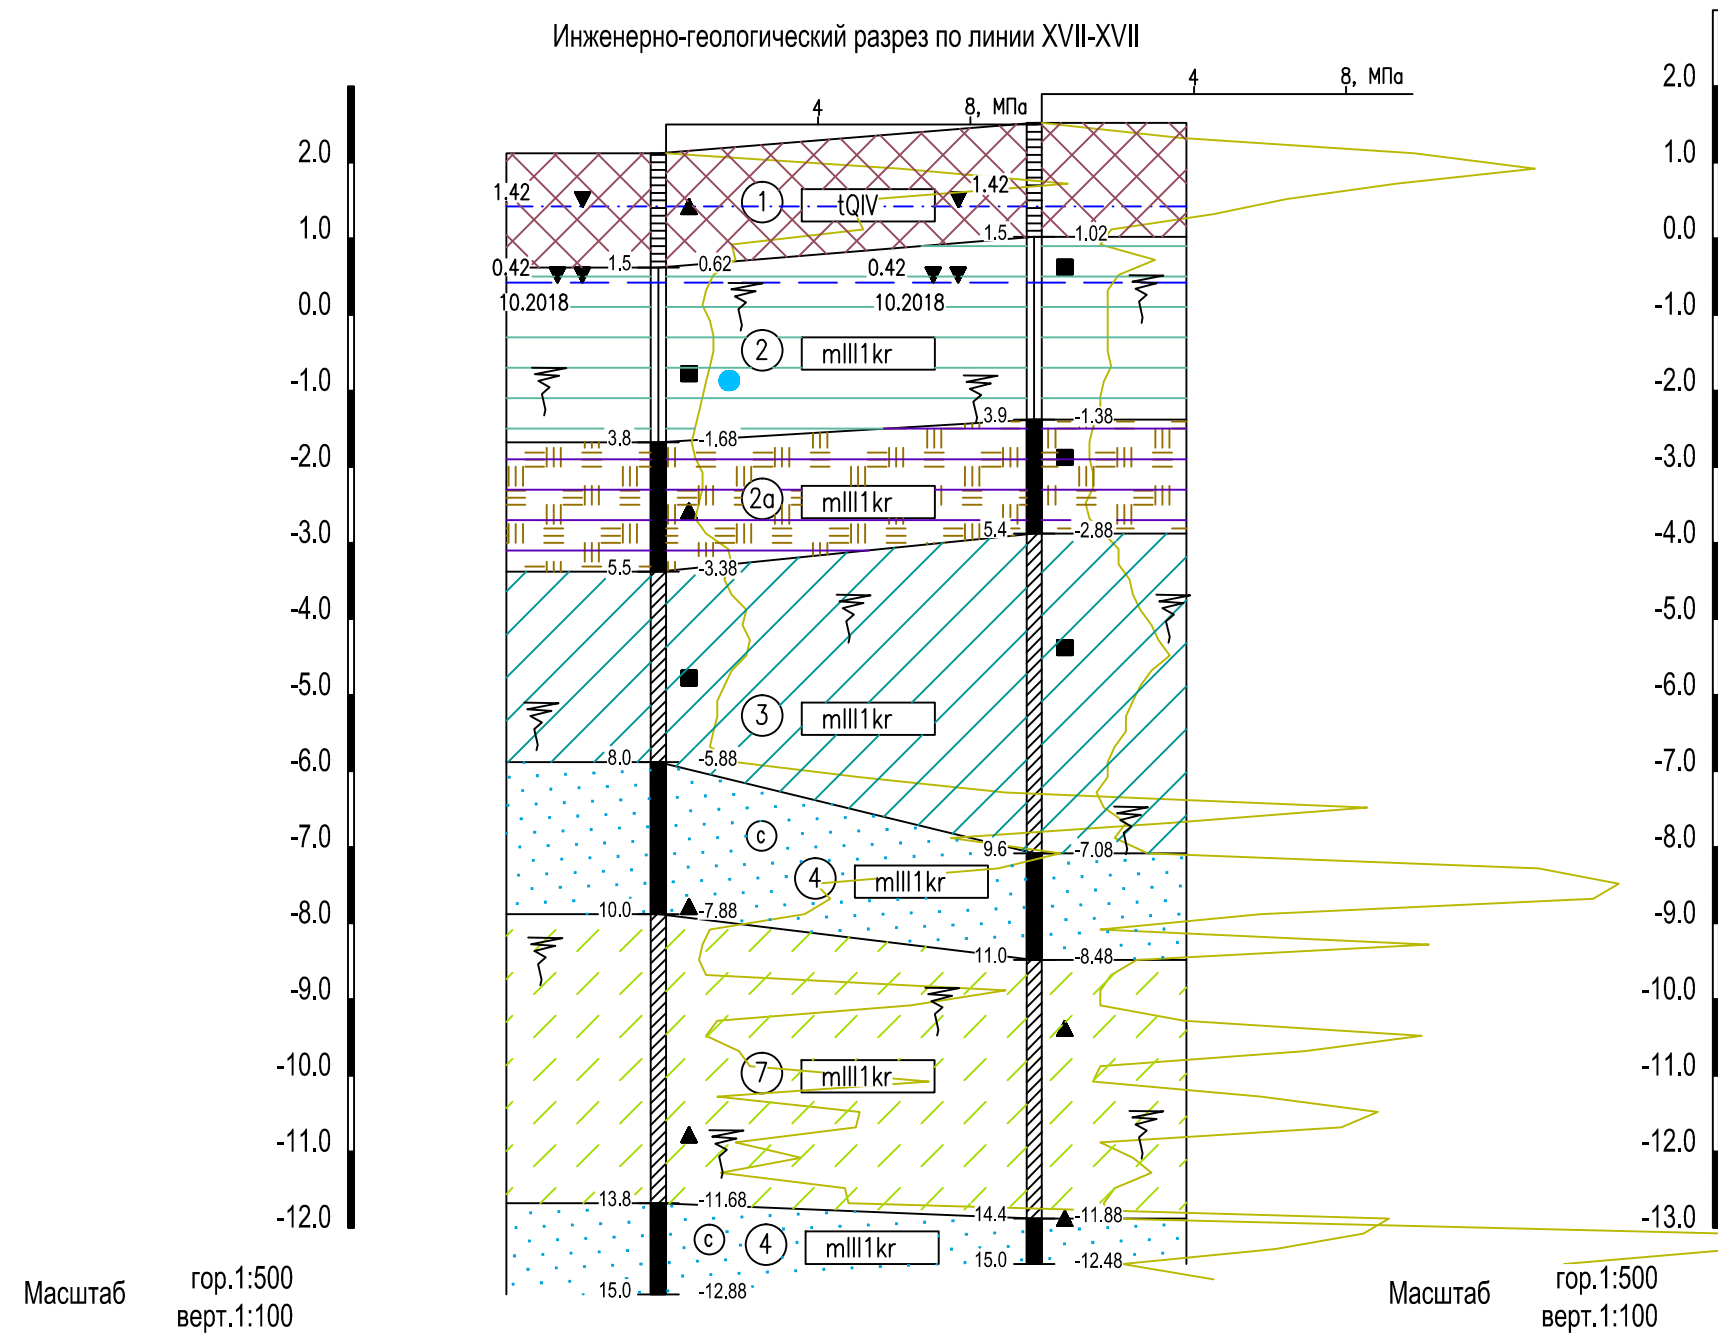 Инженерно-геологический разрез по линии XVII-XVII
4 8, МПа
4 8, МПа
2.0
1.0
0.0
-1.0
-2.0
-3.0
-4.0
-5.0
-6.0
-7.0
-8.0
-9.0
-10.0
-11.0
-12.0
1.42 1 tQIV 1.42
1.5 1.02
0.42 1.5 0.62 0.42
10.2018 10.2018
2 mIII1kr
3.9 -1.38
3.8 -1.68
2а mIII1kr
5.4 -2.88
5.5 -3.38
3 mIII1kr
8.0 -5.88
с
9.6 -7.08
4 mIII1kr
10.0 -7.88
11.0 -8.48
7 mIII1kr
13.8 -11.68
14.4 -11.88
с 4 mIII1kr
15.0 -12.48
15.0 -12.88
2.0
1.0
0.0
-1.0
-2.0
-3.0
-4.0
-5.0
-6.0
-7.0
-8.0
-9.0
-10.0
-11.0
-12.0
-13.0
Масштаб гор.1:500
верт.1:100
Масштаб гор.1:500
верт.1:100